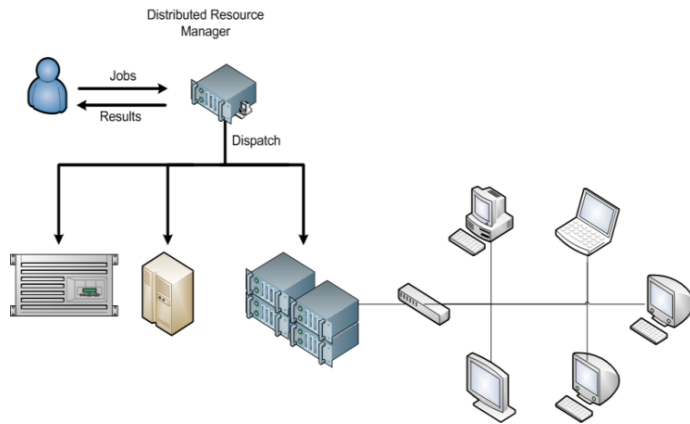 Distributed Resource
Manager
Jobs
Results
Dispatch